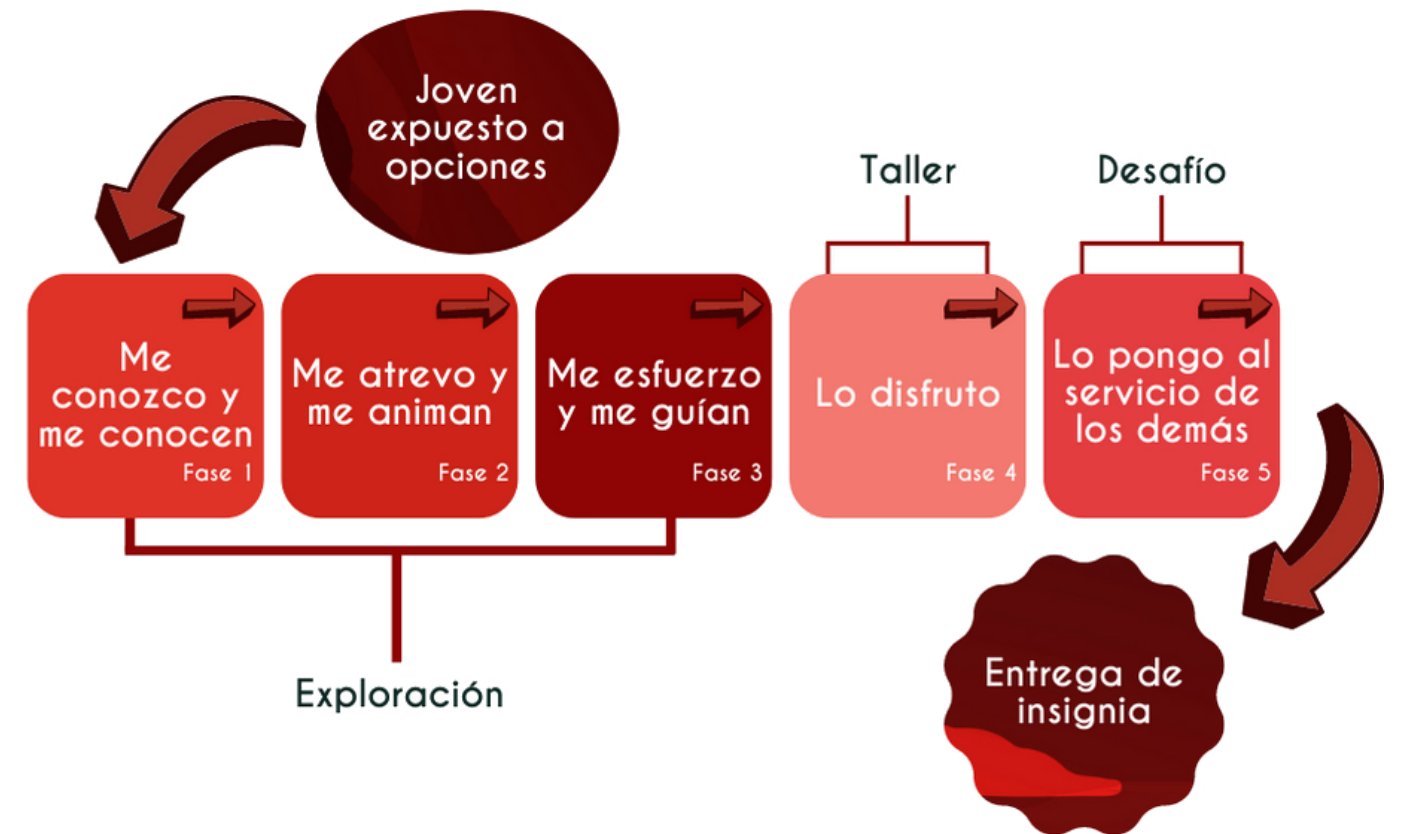 Joven
expuesto a
opciones
Taller
Desafío
Me
conozco y
me conocen
Fase 1
Me atrevo y
me animan
Fase 2
Me esfuerzo
y me guían
Fase 3
Lo disfruto
Fase 4
Lo pongo al
servicio de
los demás
Fase 5
Exploración
Entrega de
insignia